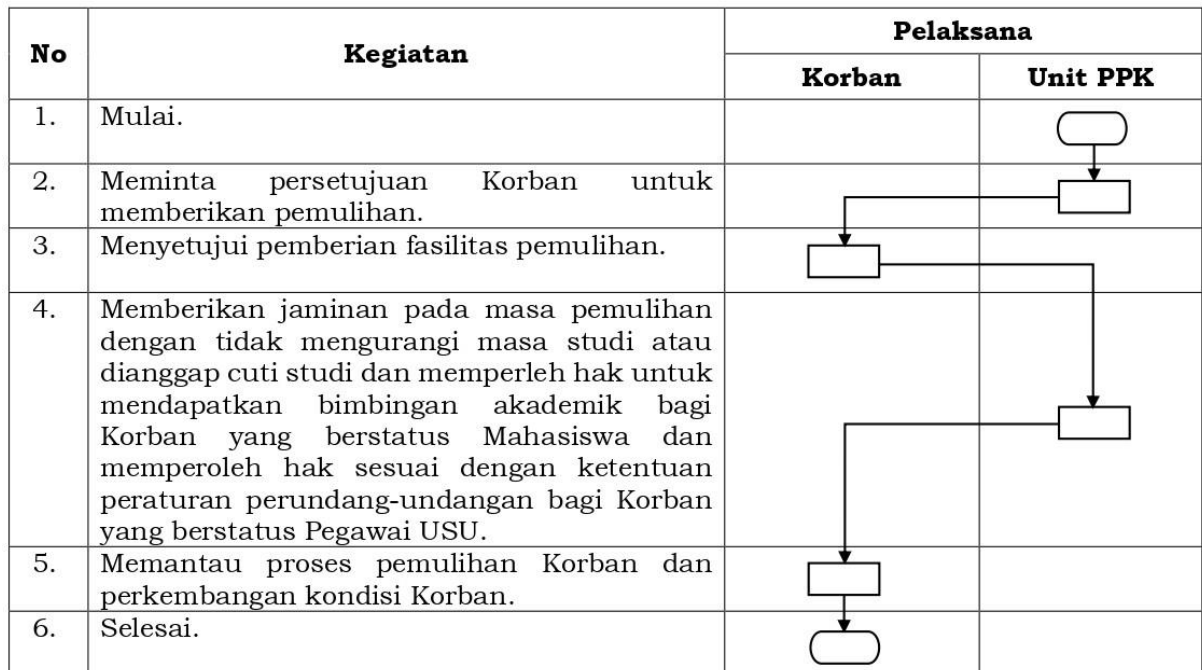 No
Kegiatan
Pelaksana
Korban
Unit PPK
1.
Mulai.
2.
Meminta persetujuan Korban untuk
memberikan pemulihan.
3.
Menyetujui pemberian fasilitas pemulihan.
4.
Memberikan jaminan pada masa pemulihan
dengan tidak mengurangi masa studi atau
dianggap cuti studi dan memperleh hak untuk
mendapatkan bimbingan akademik bagi
Korban yang berstatus Mahasiswa dan
memperoleh hak sesuai dengan ketentuan
peraturan perundang-undangan bagi Korban
yang berstatus Pegawai USU.
5.
Memantau proses pemulihan Korban dan
perkembangan kondisi Korban.
6.
Selesai.